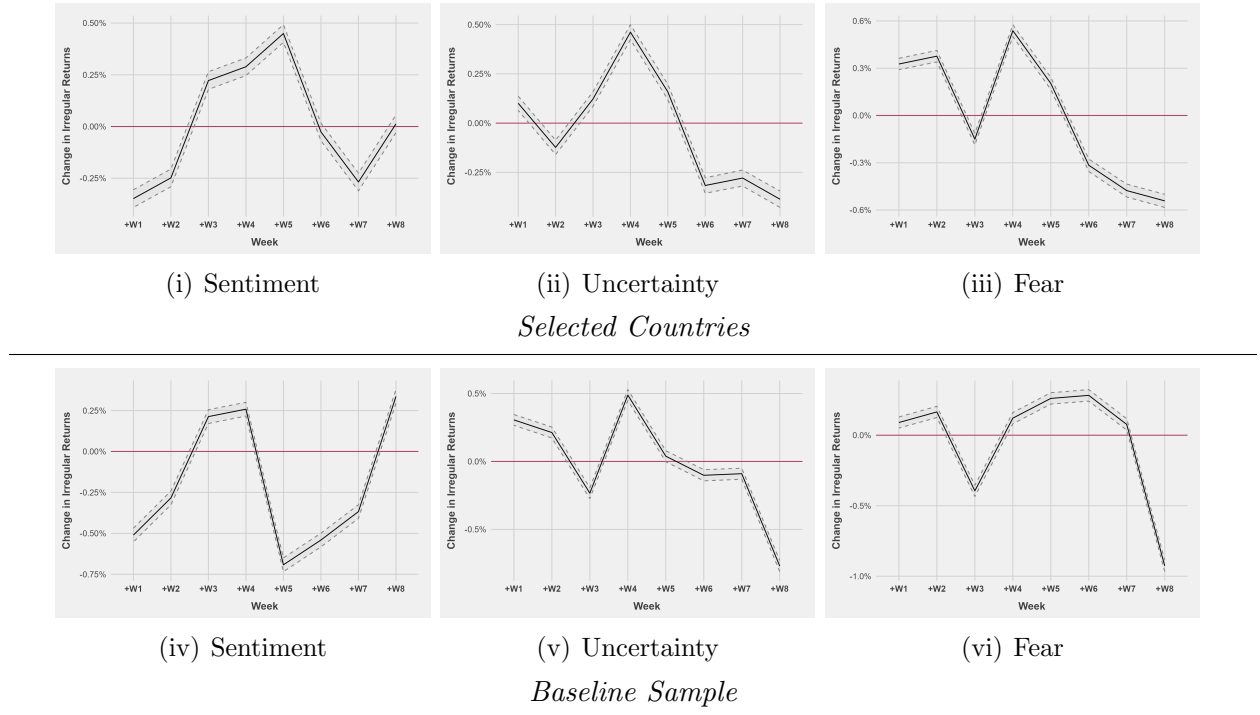 Change in Irregular Returns
0.50%
0.25%
0.00%
-0.25%
+W1 +W2 +W3 +W4 +W5 +W6 +W7 +W8
Week
(i) Sentiment
Change in Irregular Returns
0.50%
0.25%
0.00%
-0.25%
+W1 +W2 +W3 +W4 +W5 +W6 +W7 +W8
Week
(ii) Uncertainty
Change in Irregular Returns
0.6%
0.3%
0.0%
-0.3%
-0.6%
+W1 +W2 +W3 +W4 +W5 +W6 +W7 +W8
Week
(iii) Fear
Selected Countries
Change in Irregular Returns
0.25%
0.00%
-0.25%
-0.50%
-0.75%
+W1 +W2 +W3 +W4 +W5 +W6 +W7 +W8
Week
(iv) Sentiment
Change in Irregular Returns
0.5%
0.0%
-0.5%
+W1 +W2 +W3 +W4 +W5 +W6 +W7 +W8
Week
(v) Uncertainty
Change in Irregular Returns
0.0%
-0.5%
-1.0%
+W1 +W2 +W3 +W4 +W5 +W6 +W7 +W8
Week
(vi) Fear
Baseline Sample